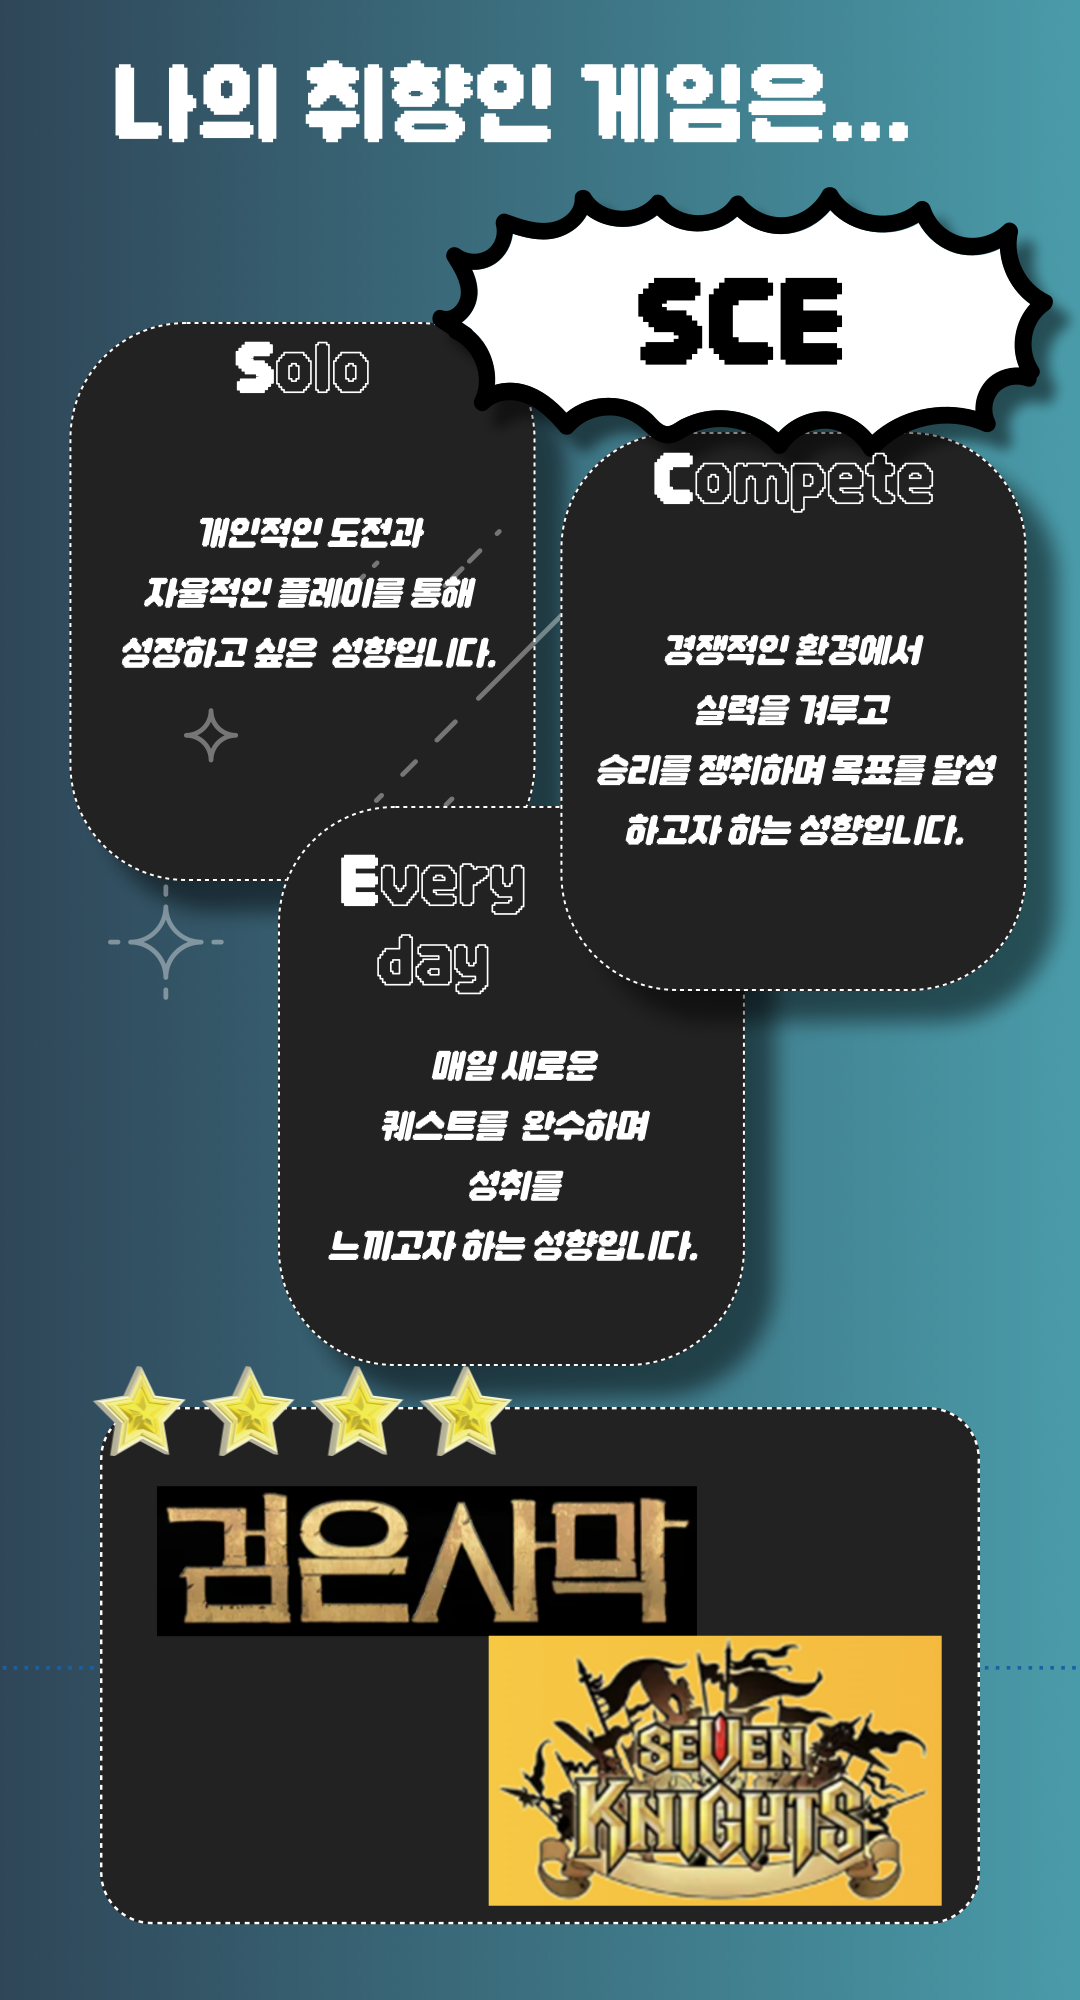 나의 취향인 게임은...
SCE
Solo
개인적인 도전과
자율적인 플레이를 통해
성장하고 싶은 성향입니다.
Compete
경쟁적인 환경에서
실력을 겨루고
승리를 쟁취하며 목표를 달성
하고자 하는 성향입니다.
Every
day
매일 새로운
퀘스트를 완수하며
성취를
느끼고자 하는 성향입니다.
검은사막
SEVEN
KNIGHTS